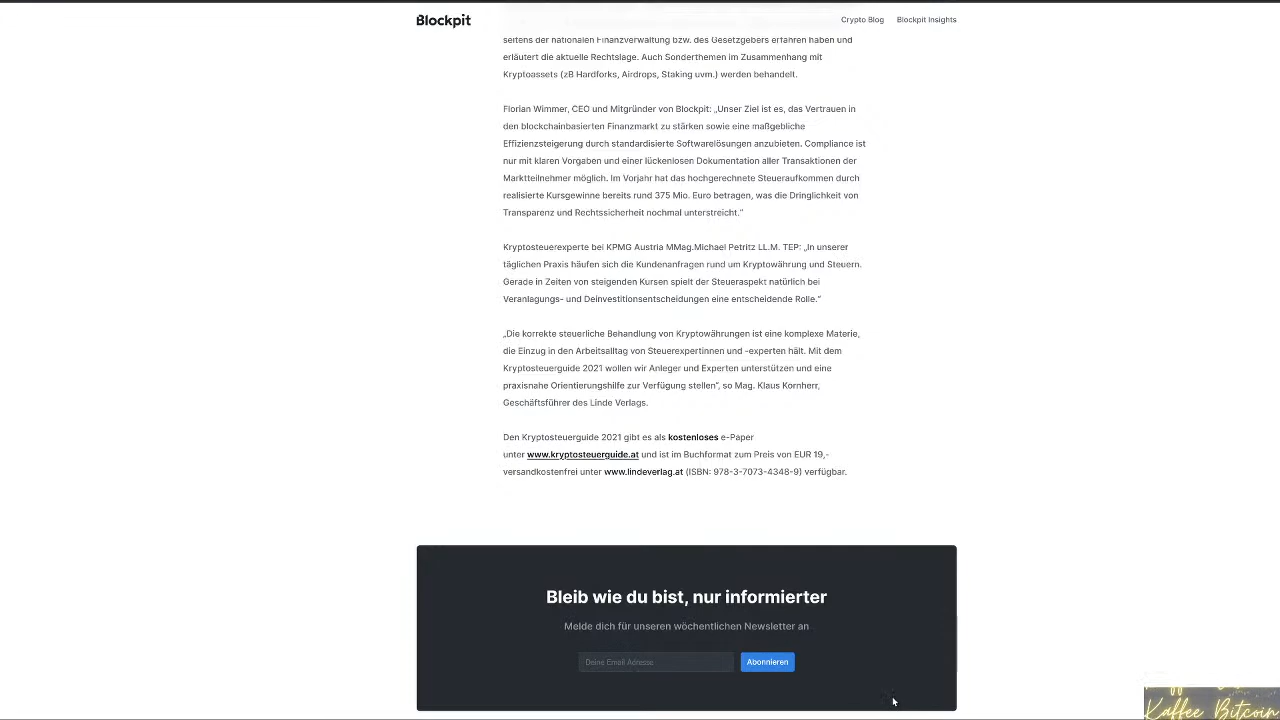 Blockpit
Crypto Blog
Blockpit Insights
seitens der nationalen Finanzverwaltung bzw. des Gesetzgebers erfahren haben und
erläutert die aktuelle Rechtslage. Auch Sonderthemen im Zusammenhang mit
Kryptoassets (zB Hardforks, Airdrops, Staking uvm.) werden behandelt.
Florian Wimmer, CEO und Mitgründer von Blockpit: „Unser Ziel ist es, das Vertrauen in
den blockchainbasierten Finanzmarkt zu stärken sowie eine maßgebliche
Effizienzsteigerung durch standardisierte Softwarelösungen anzubieten. Compliance ist
nur mit klaren Vorgaben und einer lückenlosen Dokumentation aller Transaktionen der
Marktteilnehmer möglich. Im Vorjahr hat das hochgerechnete Steueraufkommen durch
realisierte Kursgewinne bereits rund 375 Mio. Euro betragen, was die Dringlichkeit von
Transparenz und Rechtssicherheit nochmal unterstreicht."
Kryptosteuerexperte bei KPMG Austria MMag.Michael Petritz LL.M. TEP: „In unserer
täglichen Praxis häufen sich die Kundenanfragen rund um Kryptowährung und Steuern.
Gerade in Zeiten von steigenden Kursen spielt der Steueraspekt natürlich bei
Veranlagungs- und Deinvestitionsentscheidungen eine entscheidende Rolle."
„Die korrekte steuerliche Behandlung von Kryptowährungen ist eine komplexe Materie,
die Einzug in den Arbeitsalltag von Steuerexpertinnen und -experten hält. Mit dem
Kryptosteuerguide 2021 wollen wir Anleger und Experten unterstützen und eine
praxisnahe Orientierungshilfe zur Verfügung stellen", so Mag. Klaus Kornherr,
Geschäftsführer des Linde Verlags.
Den Kryptosteuerguide 2021 gibt es als kostenloses e-Paper
unter www.kryptosteuerguide.at und ist im Buchformat zum Preis von EUR 19,-
versandkostenfrei unter www.lindeverlag.at (ISBN: 978-3-7073-4348-9) verfügbar.
Bleib wie du bist, nur informierter
Melde dich für unseren wöchentlichen Newsletter an
Deine Email Adresse
Abonnieren
Kaffee Bitcoin